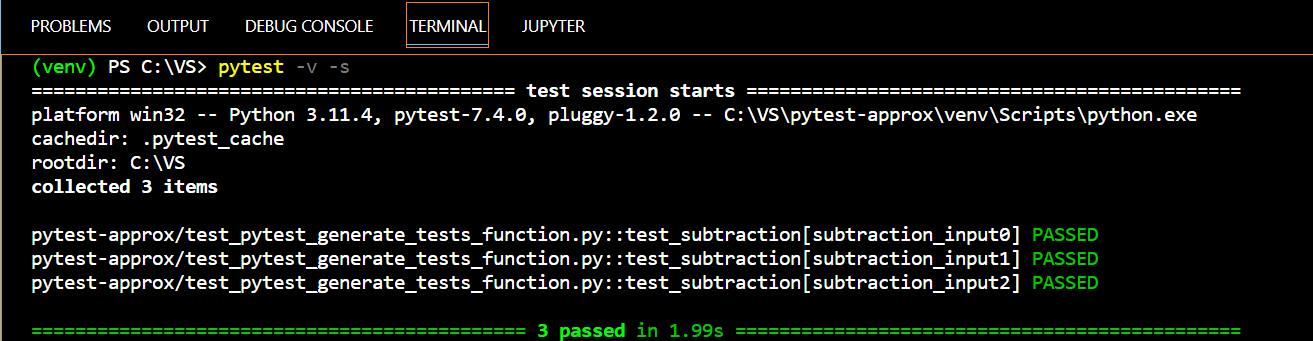 PROBLEMS OUTPUT DEBUG CONSOLE TERMINAL JUPYTER
(venv) PS C:\VS> pytest -v -s
============================================ test session starts =============================================
platform win32 -- Python 3.11.4, pytest-7.4.0, pluggy-1.2.0 -- C:\VS\pytest-approx\venv\Scripts\python.exe
cachedir: .pytest_cache
rootdir: C:\VS
collected 3 items
pytest-approx/test_pytest_generate_tests_function.py::test_subtraction[subtraction_input0] PASSED
pytest-approx/test_pytest_generate_tests_function.py::test_subtraction[subtraction_input1] PASSED
pytest-approx/test_pytest_generate_tests_function.py::test_subtraction[subtraction_input2] PASSED
============================================= 3 passed in 1.99s ==============================================